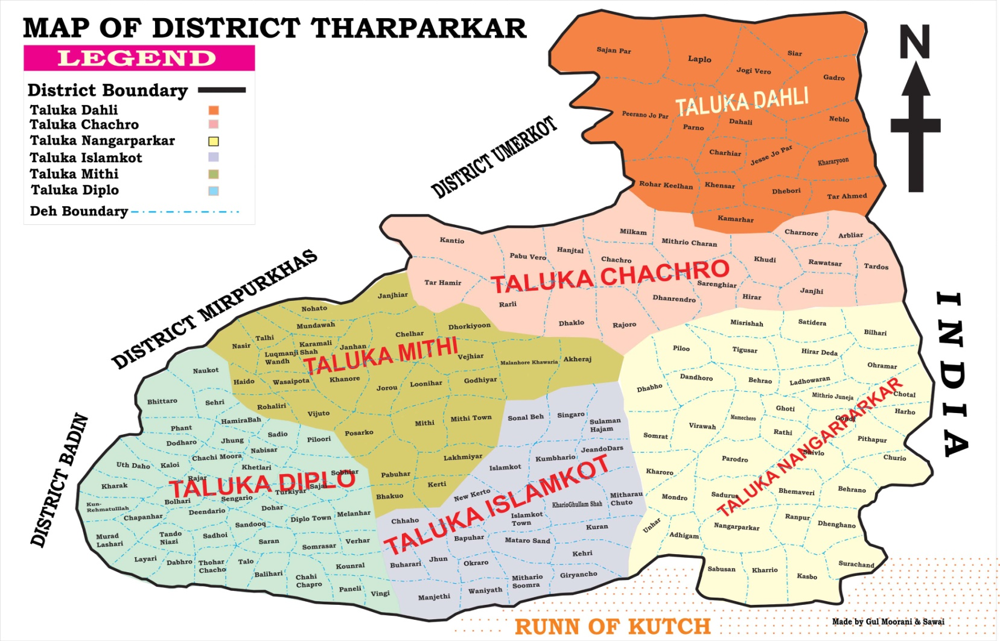 MAP OF DISTRICT THARPARKAR
LEGEND
District Boundary
Taluka Dahli
Taluka Chachro
Taluka Nangarparkar
Taluka Islamkot
Taluka Mithi
Taluka Diplo
Deh Boundary
N
DISTRICT UMERKOT
DISTRICT MIRPURKHAS
DISTRICT BADIN
INDIA
TALUKA DAHLI
Sajan Par
Laplo
Siar
Jogi Vero
Gadro
Peerano Jo Par
Parno
Dahali
Neblo
Charhiar
Jesse Jo Par
Khararyoon
Rohar Keelhan
Khensar
Dhebori
Tar Ahmed
Kamarhar
TALUKA CHACHRO
Kantio
Milkam
Mithrio Charan
Charnore
Arbliar
Pabu Vero
Hanjtal
Chachro
Khudi
Rawatsar
Tardos
Tar Hamir
Sarenghiar
Rarli
Dhanrendro
Hirar
Janjhi
Dhaklo
Rajoro
TALUKA MITHI
Janjhiar
Nohato
Mundawah
Talhi
Nasir
Karamali
Shah
Luqmanji
Wandh
Janhan
Chelhar
Dhorkiyoon
Vejhiar
Malanhore Khawaria
Akheraj
Haido
Wasaipota
Khanore
Jorou
Loonihar
Godhiyar
Rohaliri
Vijuto
Posarko
Mithi
Mithi Town
Lakhmiyar
Pabuhar
Kerti
Bhakuo
TALUKA DIPLO
Naukot
Bhittaro
Sehri
HamiraBah
Phant
Sadio
Piloori
Dodharo
Jhung
Nabisar
Chachi Moora
Uth Daho
Kaloi
Khetlari
Sobhiar
Rajar
Kharak
Sajai
Turkiyar
Sengario
Bolhari
Kun-
Rehmatulllah
Deendario
Dohar
Chapanhar
Diplo Town
Melanhar
Sandooq
Murad
Lashari
Tando
Niazi
Sadhoi
Saran
Somrasar
Verhar
Layari
Dabhro
Thohar
Chacho
Talo
Balihari
Kounral
Chahi
Chapro
Paneli
Vingi
TALUKA ISLAMKOT
Sonal Beh
Singaro
Sulaman
Hajam
JeandoDars
Kumbhario
Islamkot
New Kerto
KharioGhullam Shah
Mitharau
Chuto
Chhaho
Islamkot
Town
Kuran
Bapuhar
Mataro Sand
Kehri
Buharari
Jhun
Okraro
Mithario
Soomra
Giryancho
Manjethi
Waniyath
TALUKA NANGARPARKAR
Misrishah
Satidera
Bilhari
Piloo
Tigusar
Hirar Deda
Ohramar
Dhabho
Dandhoro
Behrao
Ladhowaran
Mithrio Juneja
Chotal
Mamechero
Ghoti
Gondi
Harho
Somrat
Virawah
Rathi
Pithapur
Shivlo
Parodro
Churio
Kharoro
Mondro
Sadurus
Bhemaveri
Behrano
Unhar
Adhigam
Nangarparkar
Ranpur
Dhenghano
Sabusan
Kharrio
Kasbo
Surachand
RUNN OF KUTCH
Made by Gul Moorani & Sawai